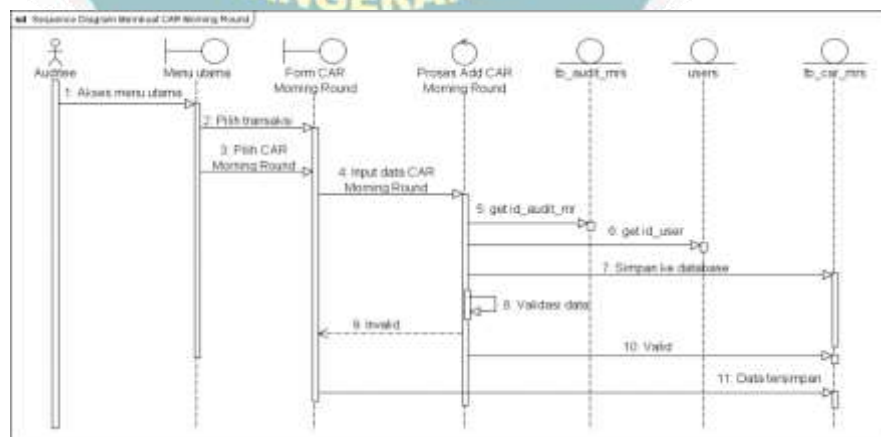 NGERA
sd Sequence Diagram Membuat CAR Morning Round
Auditee
Menu utama
Form CAR
Morning Round
Proses Add CAR
Morning Round
tb_audit_mrs
users
tb_car_mrs
1: Akses menu utama
2: Pilih transaksi
3: Pilih CAR
Morning Round
4: Input data CAR
Morning Round
5: get id_audit_mr
6: get id_user
7: Simpan ke database
8: Validasi data
9: Invalid
10: Valid
11: Data tersimpan